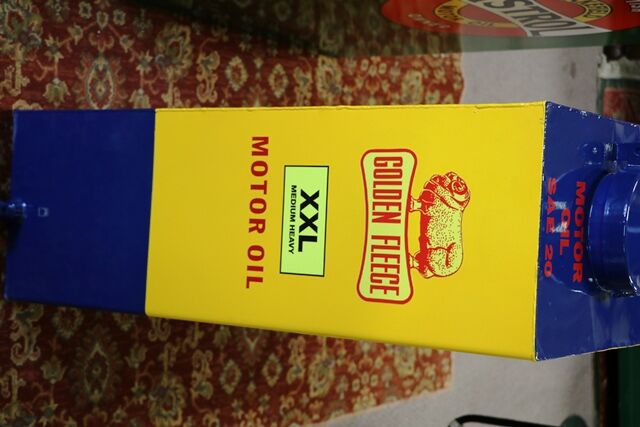 MOTOR
OIL
SAE 20
GOLDEN FLEECE
XXL
MEDIUM HEAVY
MOTOR OIL